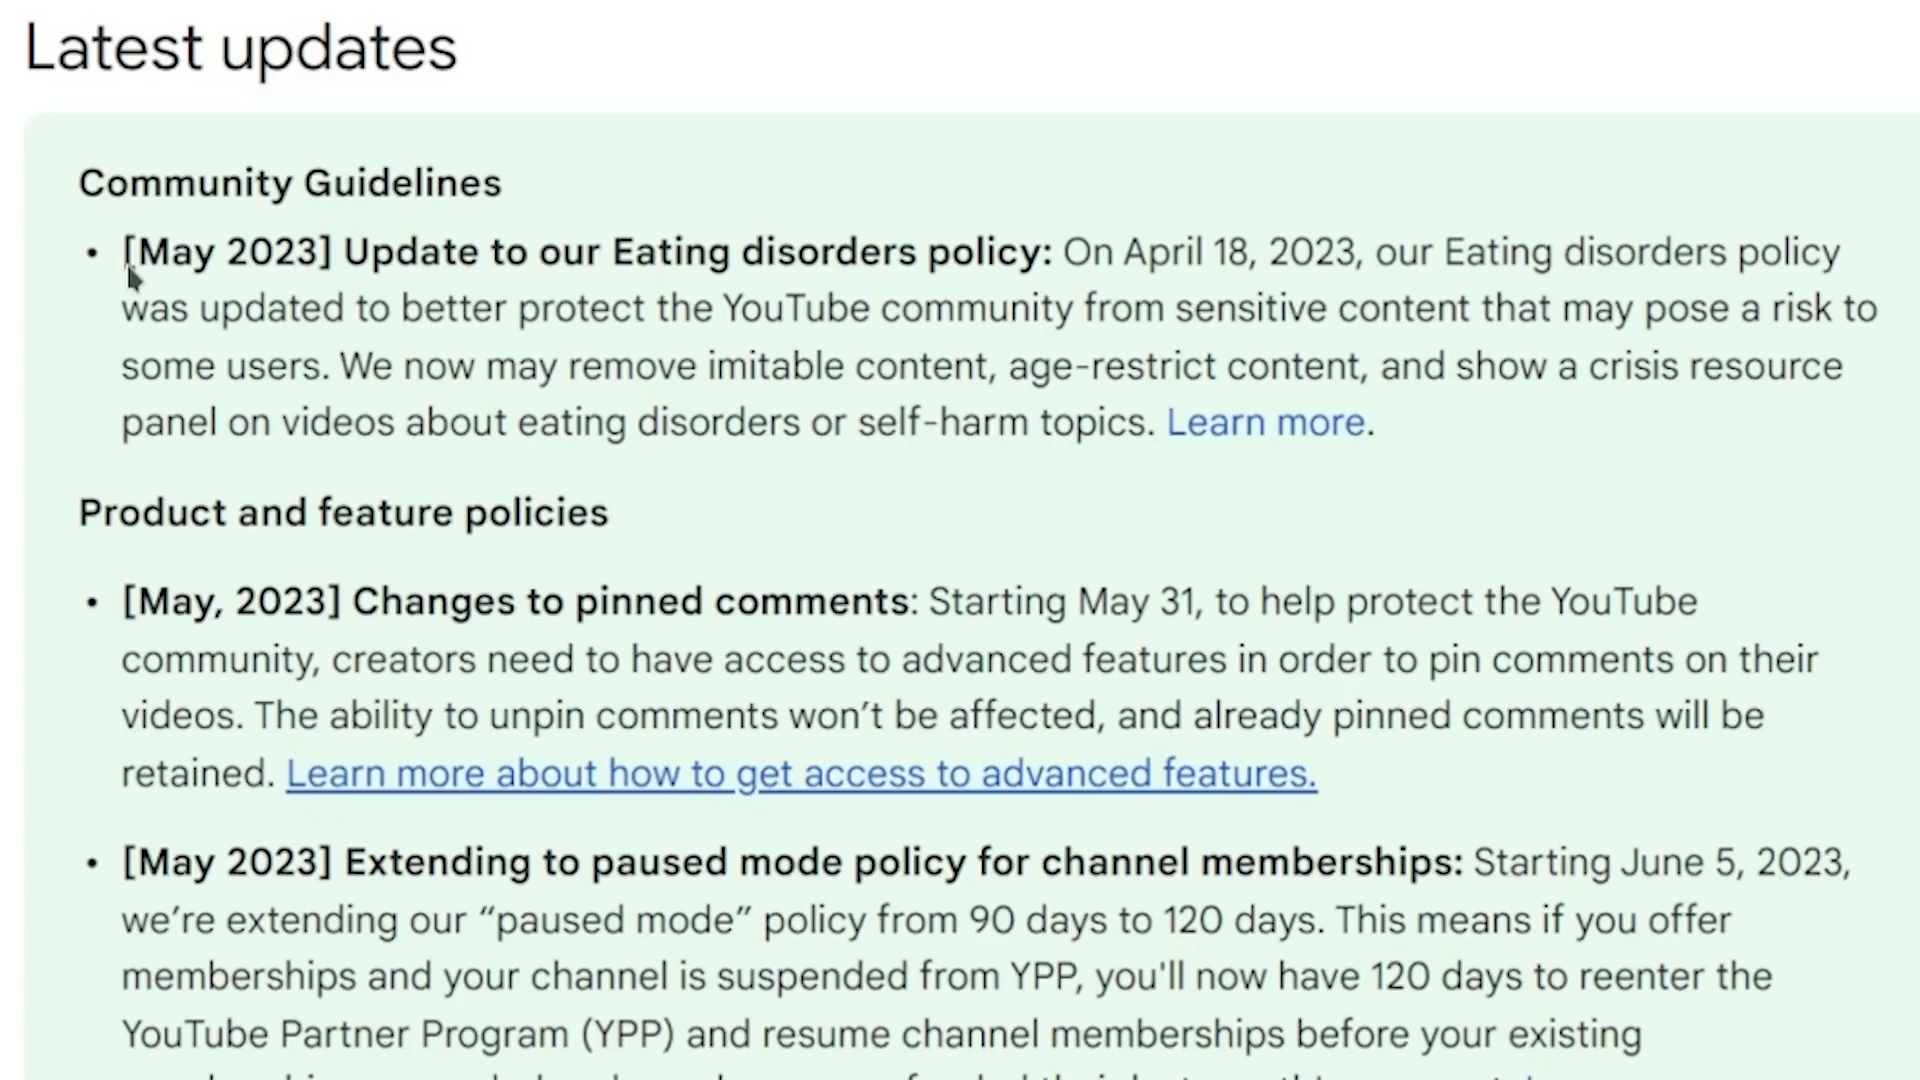 Latest updates
Community Guidelines
• [May 2023] Update to our Eating disorders policy: On April 18, 2023, our Eating disorders policy
was updated to better protect the YouTube community from sensitive content that may pose a risk to
some users. We now may remove imitable content, age-restrict content, and show a crisis resource
panel on videos about eating disorders or self-harm topics. Learn more.
Product and feature policies
• [May, 2023] Changes to pinned comments: Starting May 31, to help protect the YouTube
community, creators need to have access to advanced features in order to pin comments on their
videos. The ability to unpin comments won’t be affected, and already pinned comments will be
retained. Learn more about how to get access to advanced features.
• [May 2023] Extending to paused mode policy for channel memberships: Starting June 5, 2023,
we’re extending our “paused mode” policy from 90 days to 120 days. This means if you offer
memberships and your channel is suspended from YPP, you'll now have 120 days to reenter the
YouTube Partner Program (YPP) and resume channel memberships before your existing